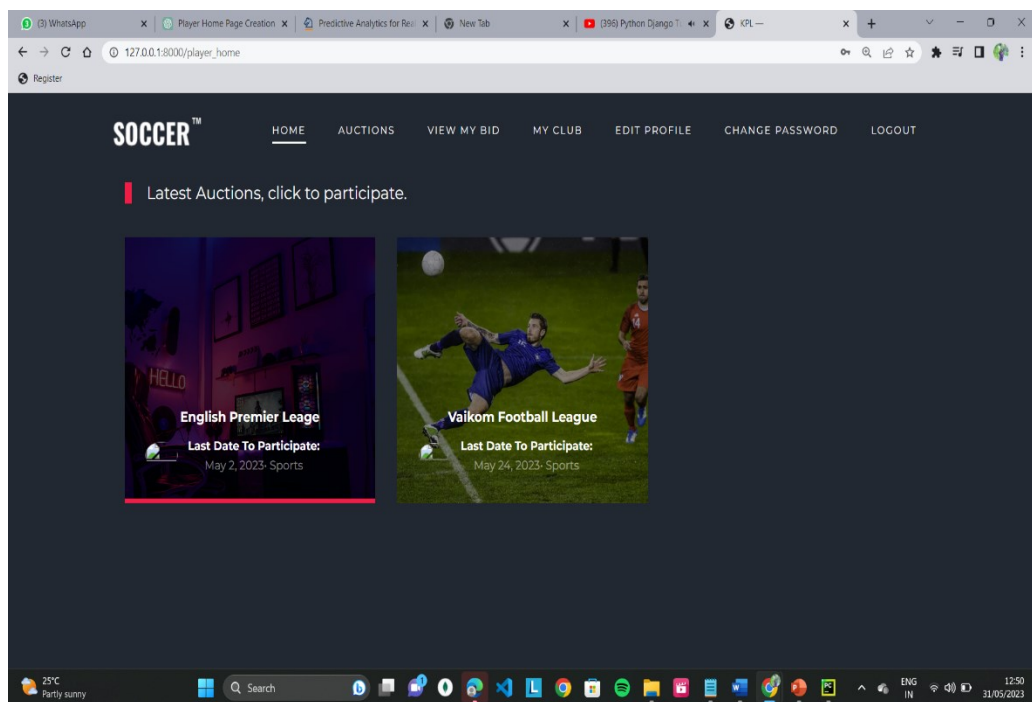 (3) WhatsApp
Player Home Page Creation
Predictive Analytics for Rea
New Tab
(396) Python Django T
KPL —
127.0.0.1:8000/player_home
Register
SOCCER™
HOME AUCTIONS VIEW MY BID MY CLUB EDIT PROFILE CHANGE PASSWORD LOGOUT
Latest Auctions, click to participate.
HELLO
English Premier Leage
Last Date To Participate:
May 2, 2023· Sports
14
Vaikom Football League
Last Date To Participate:
May 24, 2023· Sports
25°C
Partly sunny
Search
ENG
IN
12:50
31/05/2023